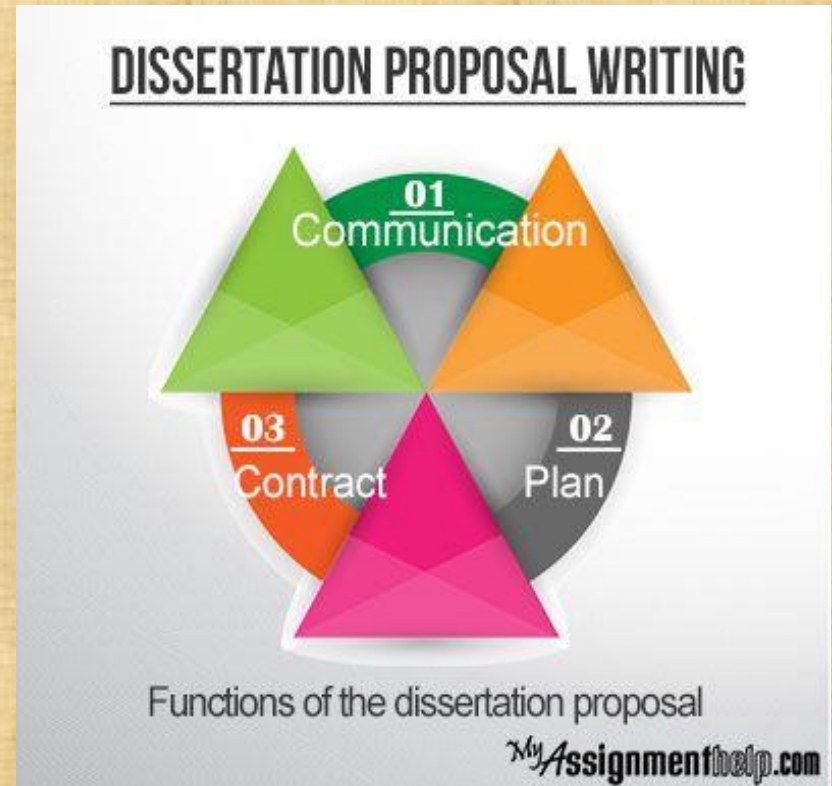 DISSERTATION PROPOSAL WRITING
01
Communication
03
Contract
02
Plan
Functions of the dissertation proposal
MyAssignmenthelp.com